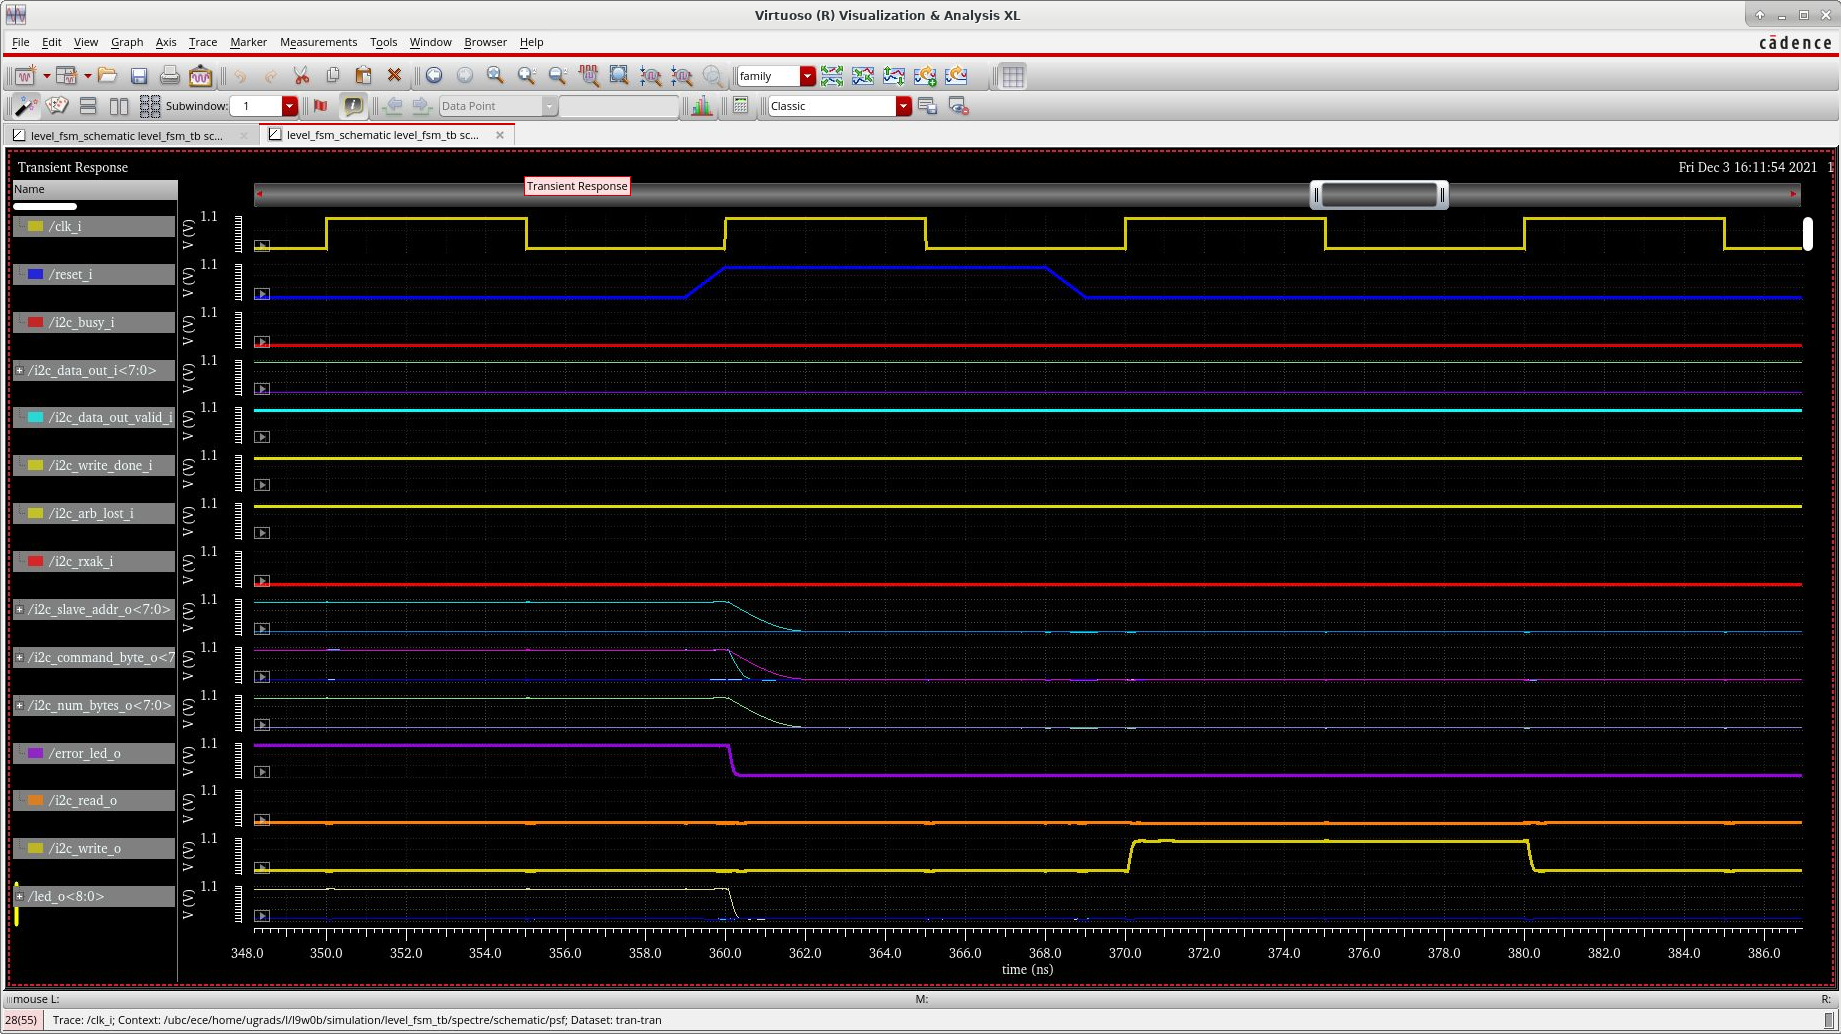 Virtuoso (R) Visualization & Analysis XL
File Edit View Graph Axis Trace Marker Measurements Tools Window Browser Help
cādence
family
Subwindow: 1
Data Point
Classic
level_fsm_schematic level_fsm_tb sc...
level_fsm_schematic level_fsm_tb sc...
Transient Response
Fri Dec 3 16:11:54 2021 1
Name
Transient Response
/clk_i
1.1
V (V)
/reset_i
1.1
V (V)
/i2c_busy_i
1.1
V (V)
/i2c_data_out_i<7:0>
1.1
V (V)
/i2c_data_out_valid_i
1.1
V (V)
/i2c_write_done_i
1.1
V (V)
/i2c_arb_lost_i
1.1
V (V)
/i2c_rxak_i
1.1
V (V)
/i2c_slave_addr_o<7:0>
1.1
V (V)
/i2c_command_byte_o<7
1.1
V (V)
/i2c_num_bytes_o<7:0>
1.1
V (V)
/error_led_o
1.1
V (V)
/i2c_read_o
1.1
V (V)
/i2c_write_o
1.1
V (V)
/led_o<8:0>
1.1
V (V)
348.0 350.0 352.0 354.0 356.0 358.0 360.0 362.0 364.0 366.0 368.0 370.0 372.0 374.0 376.0 378.0 380.0 382.0 384.0 386.0
time (ns)
mouse L: M: R:
28(55) Trace: /clk_i; Context: /ubc/ece/home/ugrads/l/l9w0b/simulation/level_fsm_tb/spectre/schematic/psf; Dataset: tran-tran